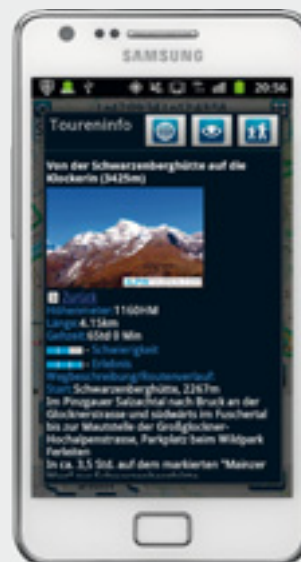 SAMSUNG
20:56
Toureninfo
Von der Schwarzenberghütte auf die
Klockerin (3425m)
Zurück
Höhenmeter:1160HM
Länge:4.15km
Gehzeit:6Std 0 Min
- Schwierigkeit
- Erlebnis
Wegbeschreibung/Routenverlauf:
Start:Schwarzenberghütte, 2267m
Im Pinzgauer Salzachtal nach Bruck an der
Glocknerstrasse und südwärts im Fuschertal
bis zur Mautstelle der Großglockner-
Hochalpenstrasse, Parkplatz beim Wildpark
Ferleiten
In ca. 3,5 Std. auf dem markierten "Mainzer